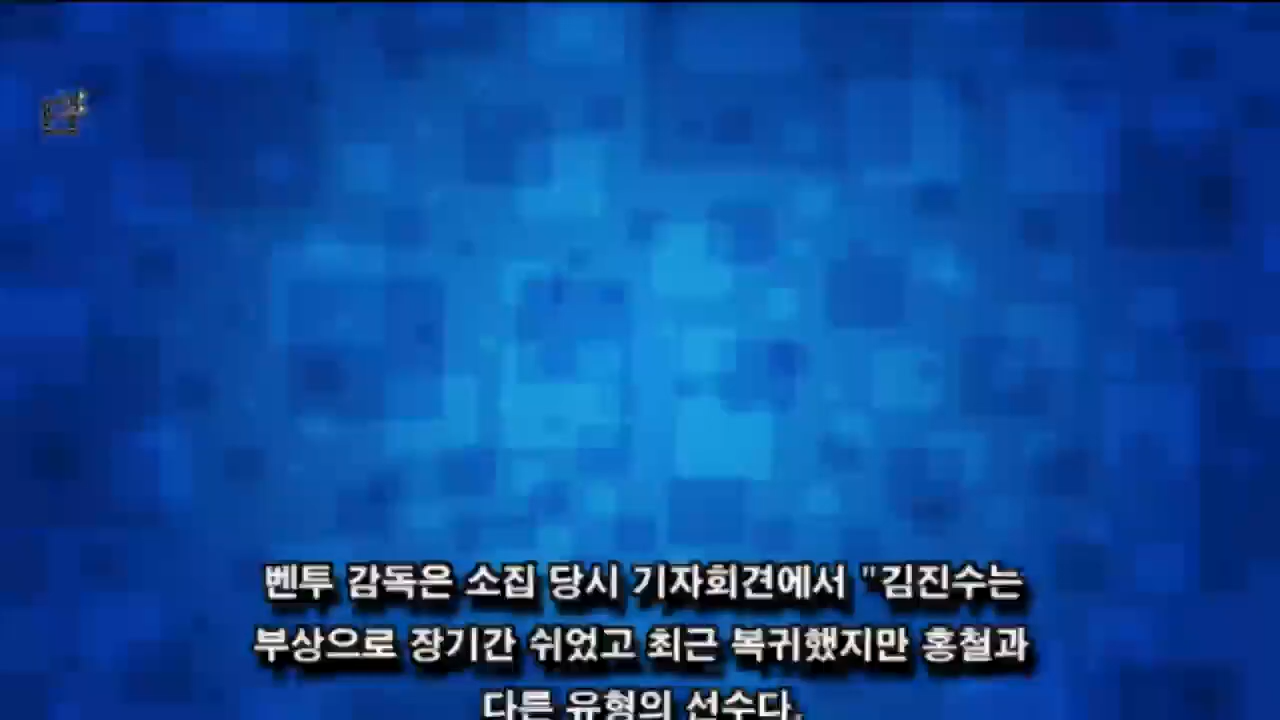 벤투 감독은 소집 당시 기자회견에서 "김진수는
부상으로 장기간 쉬었고 최근 복귀했지만 홍철과
다른 유형의 선수다.